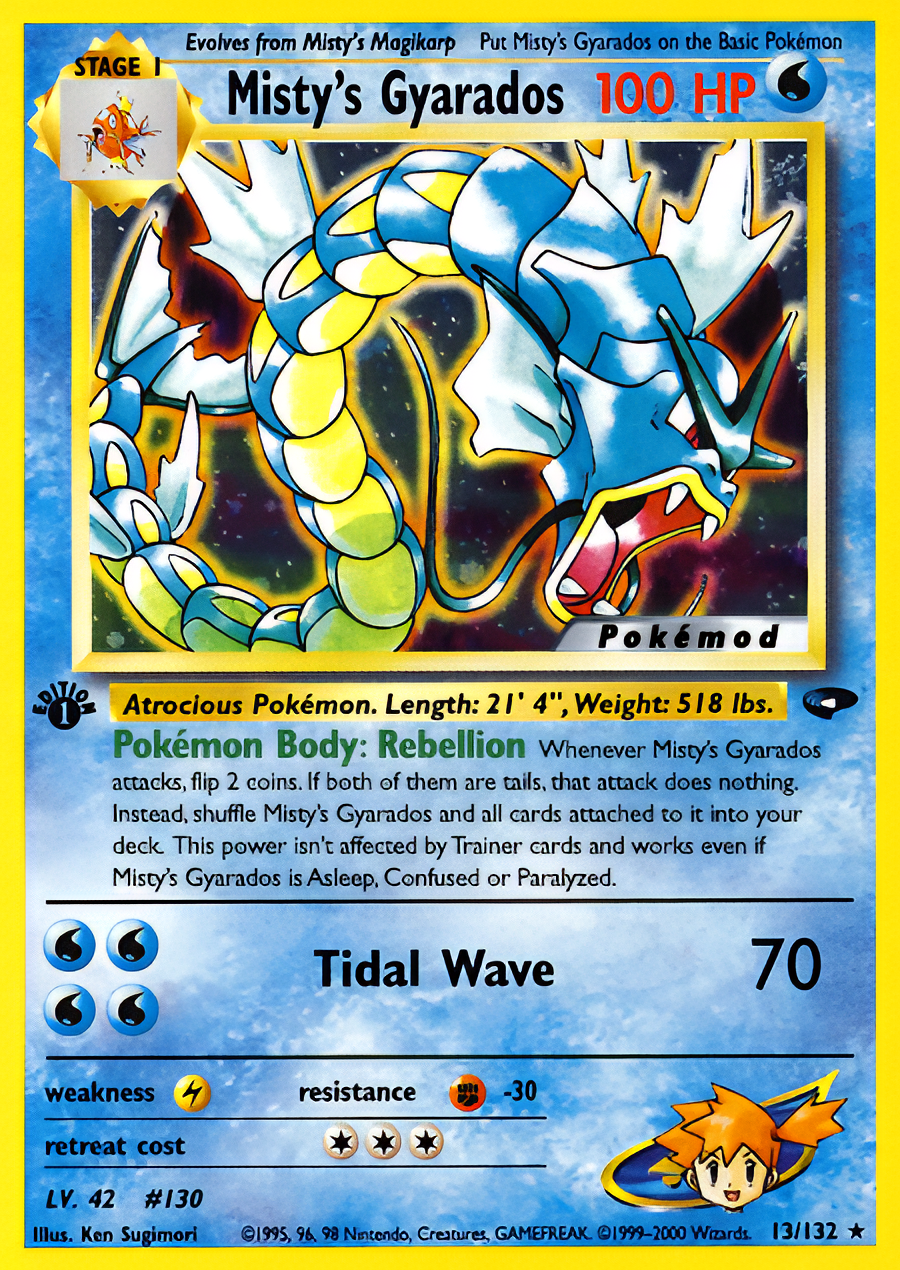 Evolves from Misty's Magikarp Put Misty's Gyarados on the Basic Pokémon
STAGE 1
Misty's Gyarados 100 HP
Pokémod
EDITION
1
Atrocious Pokémon. Length: 21' 4", Weight: 518 lbs.
Pokémon Body: Rebellion Whenever Misty's Gyarados
attacks, flip 2 coins. If both of them are tails, that attack does nothing.
Instead, shuffle Misty's Gyarados and all cards attached to it into your
deck. This power isn't affected by Trainer cards and works even if
Misty's Gyarados is Asleep, Confused or Paralyzed.
Tidal Wave 70
weakness resistance -30
retreat cost
LV. 42 #130
Illus. Ken Sugimori ©1995, 96, 98 Nintendo, Creatures, GAMEFREAK. ©1999-2000 Wizards. 13/132 ★